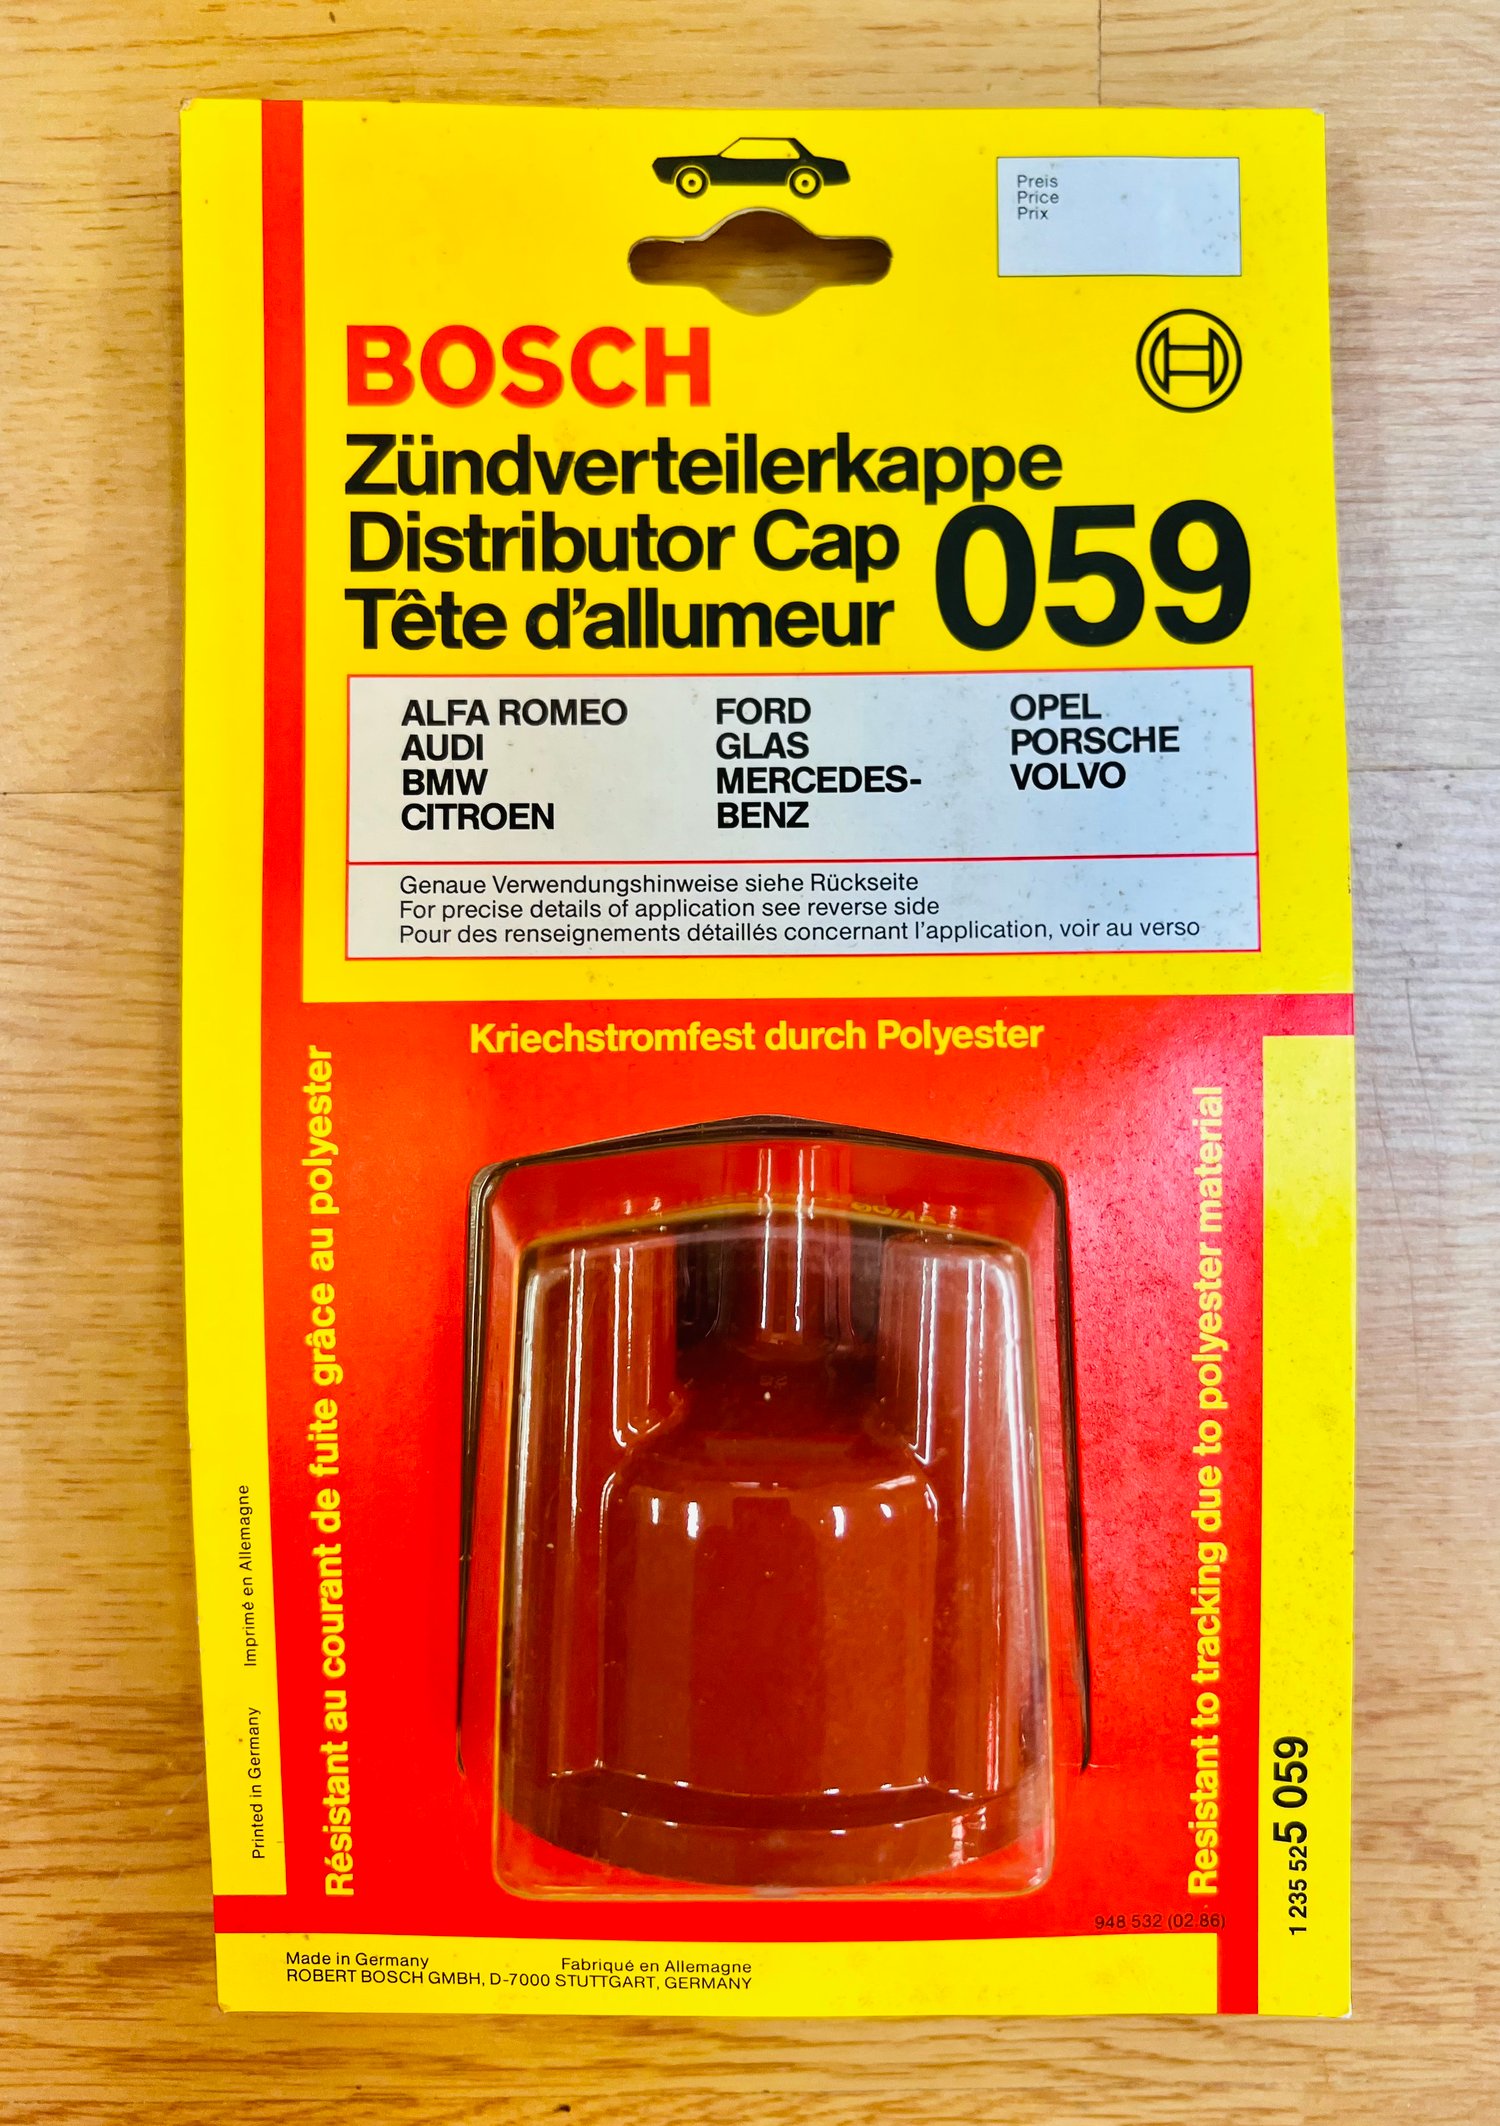 Preis
Price
Prix
BOSCH
Zündverteilerkappe
Distributor Cap
Tête d'allumeur
059
ALFA ROMEO
AUDI
BMW
CITROEN
FORD
GLAS
MERCEDES-
BENZ
OPEL
PORSCHE
VOLVO
Genaue Verwendungshinweise siehe Rückseite
For precise details of application see reverse side
Pour des renseignements détaillés concernant l'application, voir au verso
Kriechstromfest durch Polyester
Résistant au courant de fuite grâce au polyester
Resistant to tracking due to polyester material
Printed in Germany Imprimé en Allemagne
1 235 525 059
948 532 (02.86)
Made in Germany Fabriqué en Allemagne
ROBERT BOSCH GMBH, D-7000 STUTTGART, GERMANY